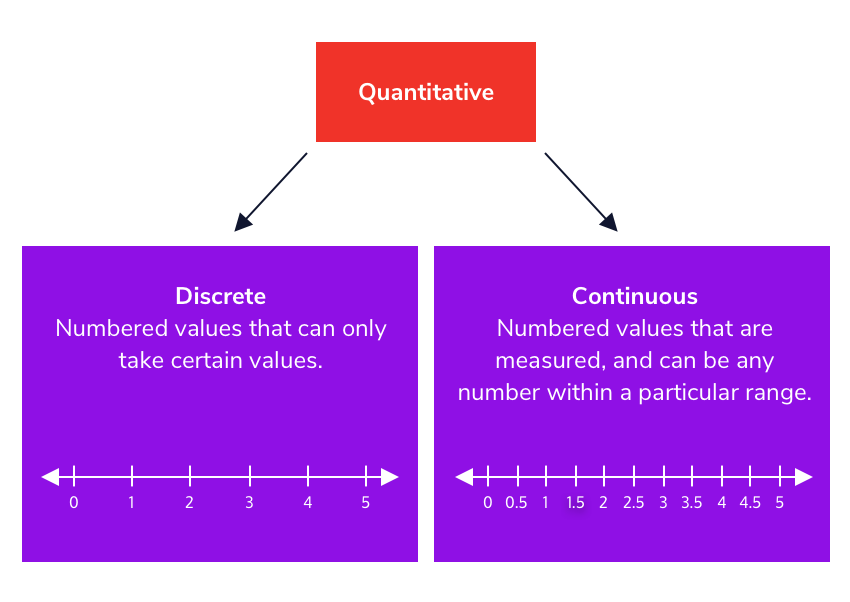 Quantitative
Discrete
Numbered values that can only
take certain values.
0 1 2 3 4 5
Continuous
Numbered values that are
measured, and can be any
number within a particular range.
0 0.5 1 1.5 2 2.5 3 3.5 4 4.5 5